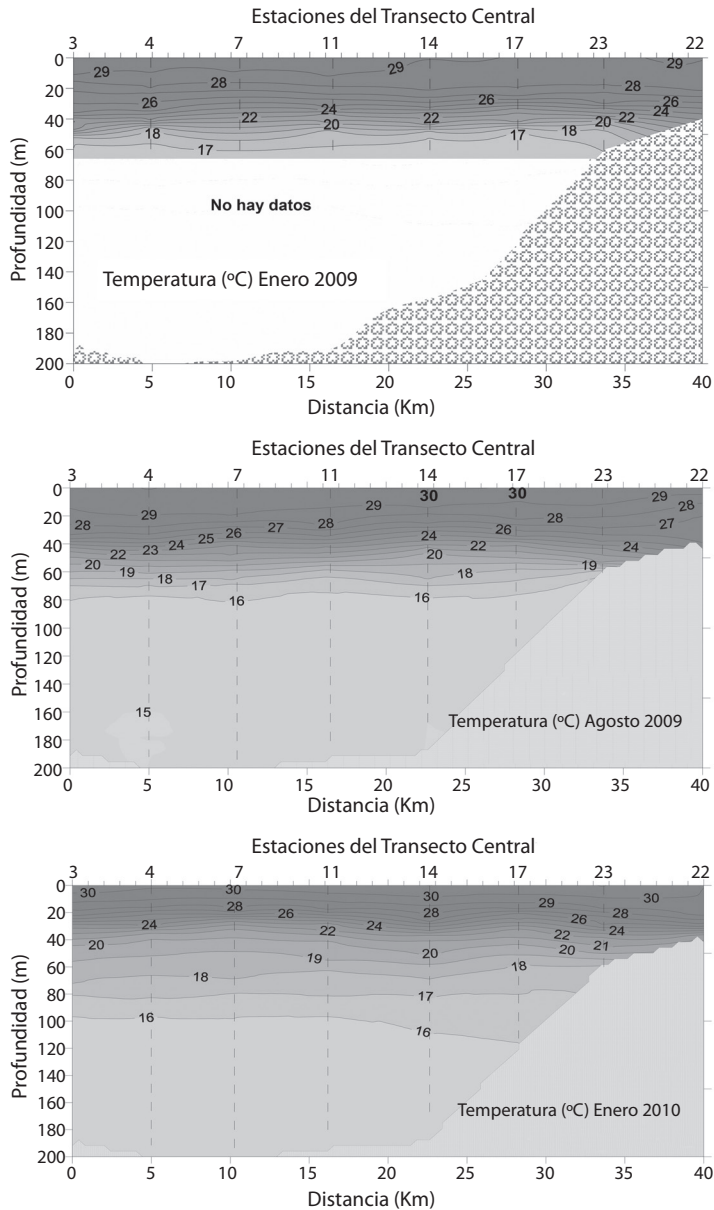 Estaciones del Transecto Central
3 4 7 11 14 17 23 22
0
20
40
60
80
100
120
140
160
180
200
Profundidad (m)
29 29 29
28 28
26 26 26
24 24
22 22 22
20 20
18 18
17 17
No hay datos
Temperatura (ºC) Enero 2009
0 5 10 15 20 25 30 35 40
Distancia (Km)
Estaciones del Transecto Central
3 4 7 11 14 17 23 22
0
20
40
60
80
100
120
140
160
180
200
Profundidad (m)
30 30
29 29 29
28 28 28 28
27 27
26 26
25
24 24 24
23
22 22
20 20
19 19
18 18
17
16 16
15
Temperatura (ºC) Agosto 2009
0 5 10 15 20 25 30 35 40
Distancia (Km)
Estaciones del Transecto Central
3 4 7 11 14 17 23 22
0
20
40
60
80
100
120
140
160
180
200
Profundidad (m)
30 30 30 30
29
28 28 28
26 26
24 24 24
22 22
21
20 20 20
19
18 18
17
16 16
Temperatura (ºC) Enero 2010
0 5 10 15 20 25 30 35 40
Distancia (Km)